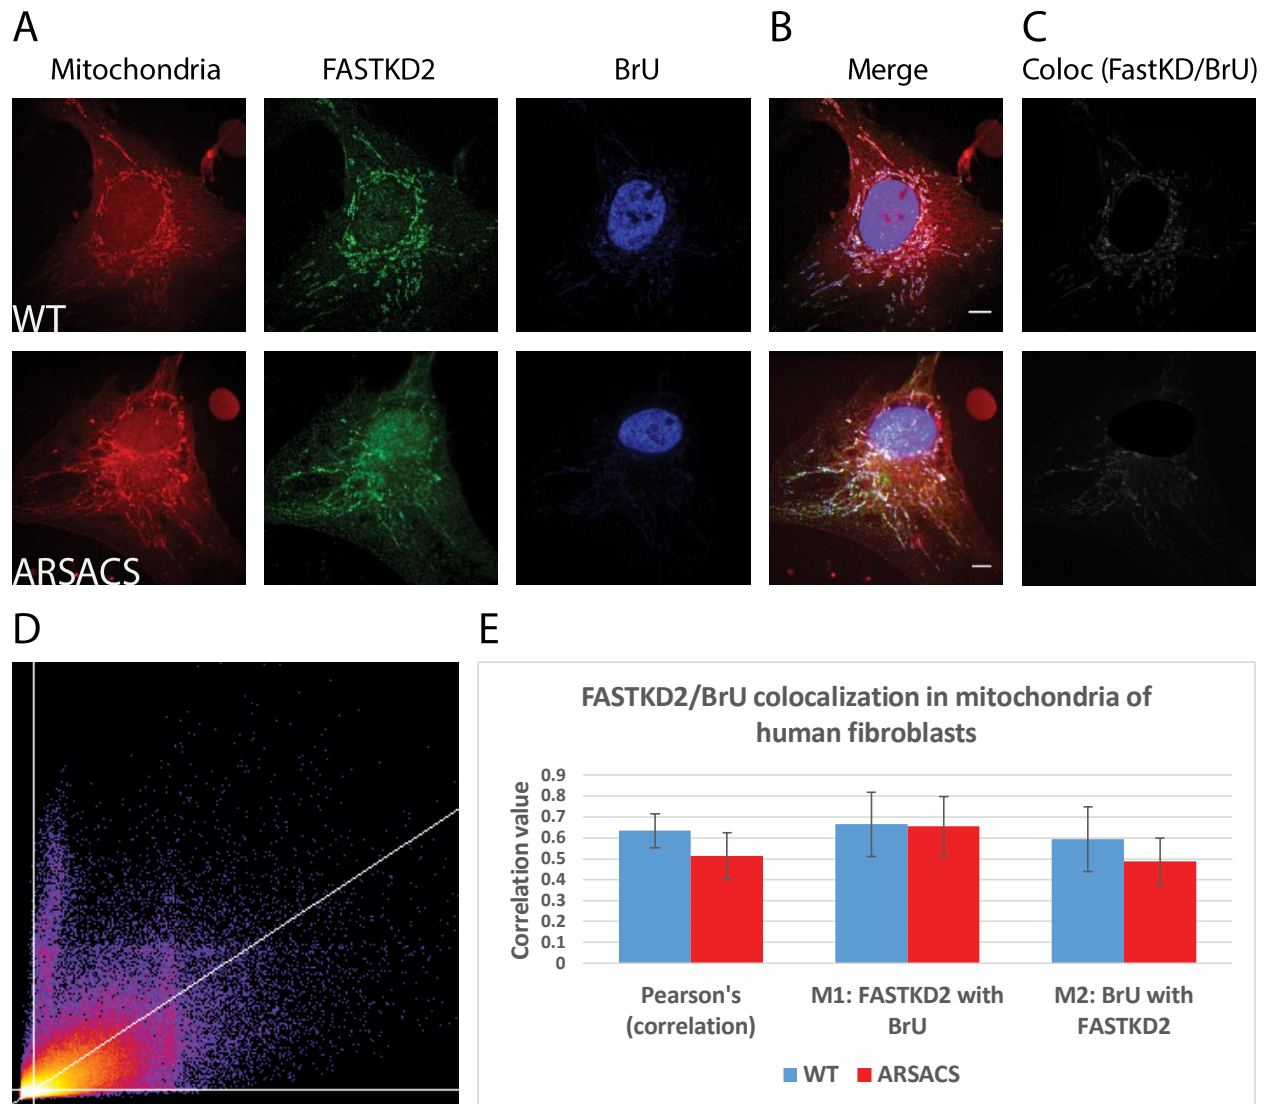 A
B
C
Mitochondria
FASTKD2
BrU
Merge
Coloc (FastKD/BrU)
WT
ARSACS
D
E
FASTKD2/BrU colocalization in mitochondria of
human fibroblasts
Correlation value
0.9
0.8
0.7
0.6
0.5
0.4
0.3
0.2
0.1
0
Pearson's
(correlation)
M1: FASTKD2 with
BrU
M2: BrU with
FASTKD2
WT
ARSACS